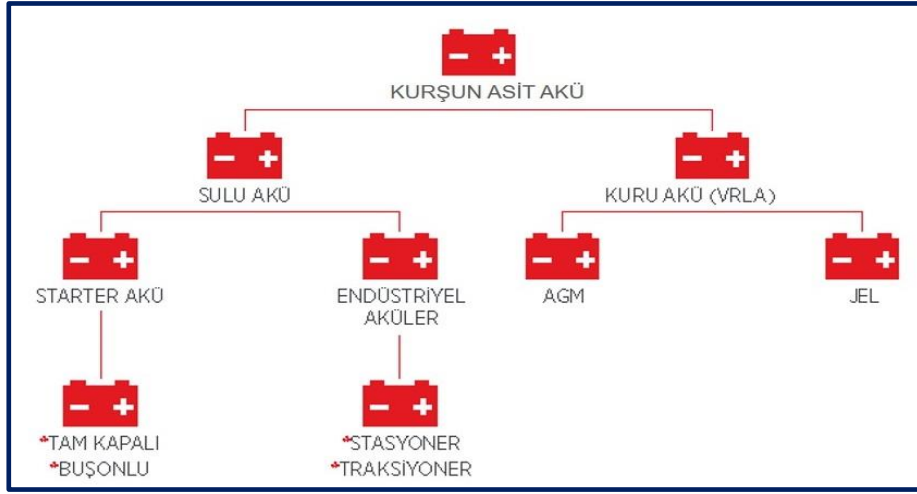 KURŞUN ASİT AKÜ
SULU AKÜ
KURU AKÜ (VRLA)
STARTER AKÜ
ENDÜSTRİYEL
AKÜLER
AGM
JEL
*TAM KAPALI
*BUŞONLU
*STASYONER
*TRAKSİYONER